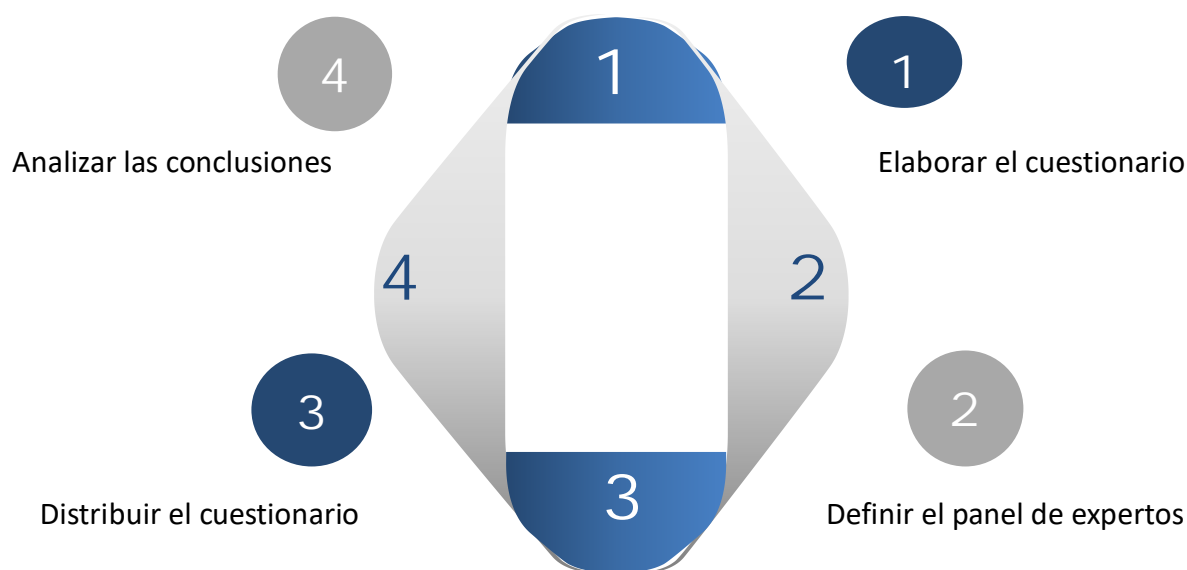 4
1
1
Analizar las conclusiones
Elaborar el cuestionario
4
2
3
2
3
Distribuir el cuestionario
Definir el panel de expertos